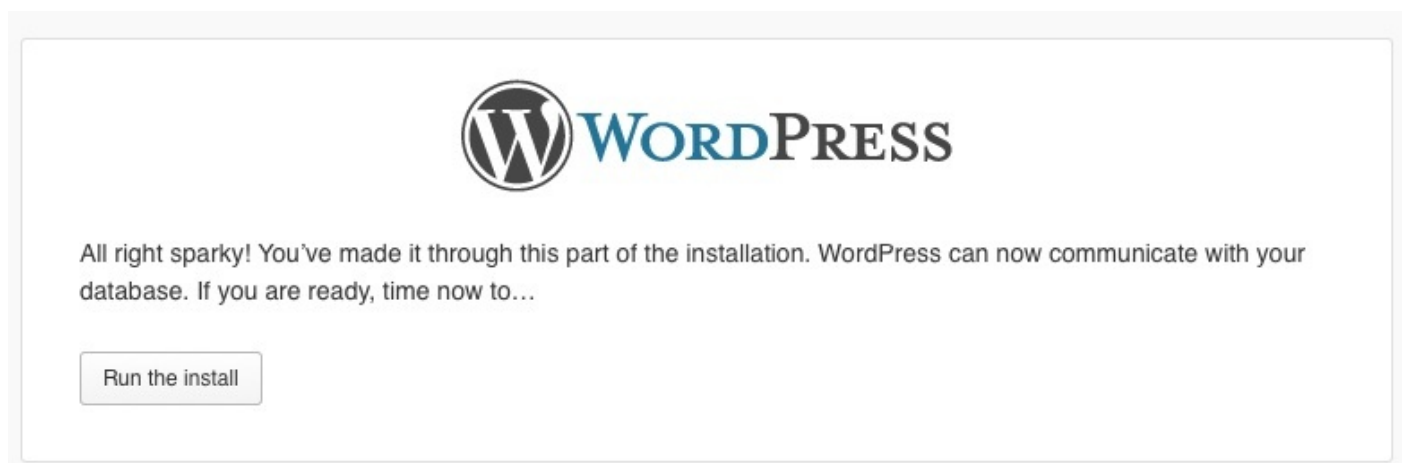 WORDPRESS
All right sparky! You’ve made it through this part of the installation. WordPress can now communicate with your
database. If you are ready, time now to…
Run the install